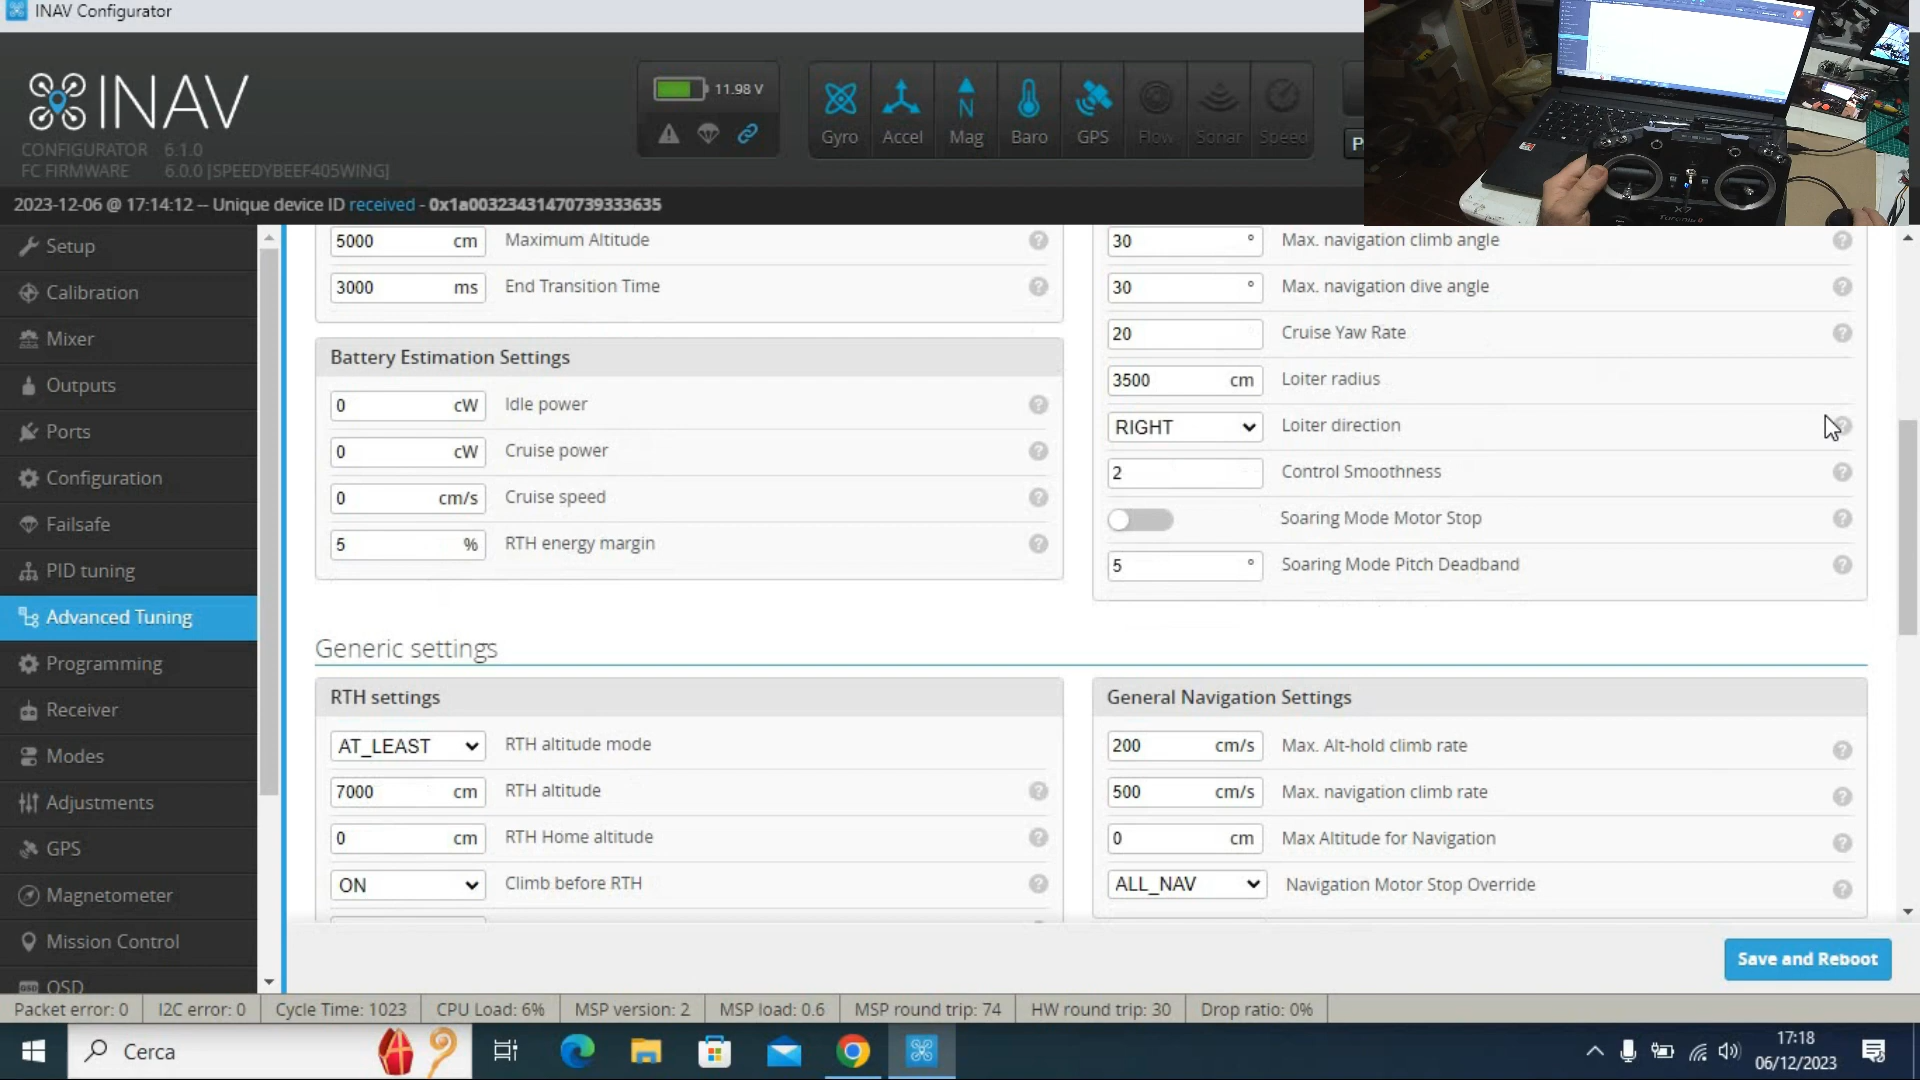 INAV Configurator
INAV
CONFIGURATOR 6.1.0
FC FIRMWARE 6.0.0 [SPEEDYBEEF405WING]
11.98 V
Gyro
Accel
Mag
Baro
GPS
Flow
Sonar
Speed
P
2023-12-06 @ 17:14:12 -- Unique device ID received - 0x1a00323431470739333635
Setup
Calibration
Mixer
Outputs
Ports
Configuration
Failsafe
PID tuning
Advanced Tuning
Programming
Receiver
Modes
Adjustments
GPS
Magnetometer
Mission Control
OSD
5000 cm Maximum Altitude
3000 ms End Transition Time
Battery Estimation Settings
0 cW Idle power
0 cW Cruise power
0 cm/s Cruise speed
5 % RTH energy margin
30 ° Max. navigation climb angle
30 ° Max. navigation dive angle
20 Cruise Yaw Rate
3500 cm Loiter radius
RIGHT Loiter direction
2 Control Smoothness
Soaring Mode Motor Stop
5 ° Soaring Mode Pitch Deadband
Generic settings
RTH settings
AT_LEAST RTH altitude mode
7000 cm RTH altitude
0 cm RTH Home altitude
ON Climb before RTH
General Navigation Settings
200 cm/s Max. Alt-hold climb rate
500 cm/s Max. navigation climb rate
0 cm Max Altitude for Navigation
ALL_NAV Navigation Motor Stop Override
Save and Reboot
Packet error: 0
I2C error: 0
Cycle Time: 1023
CPU Load: 6%
MSP version: 2
MSP load: 0.6
MSP round trip: 74
HW round trip: 30
Drop ratio: 0%
Cerca
17:18
06/12/2023